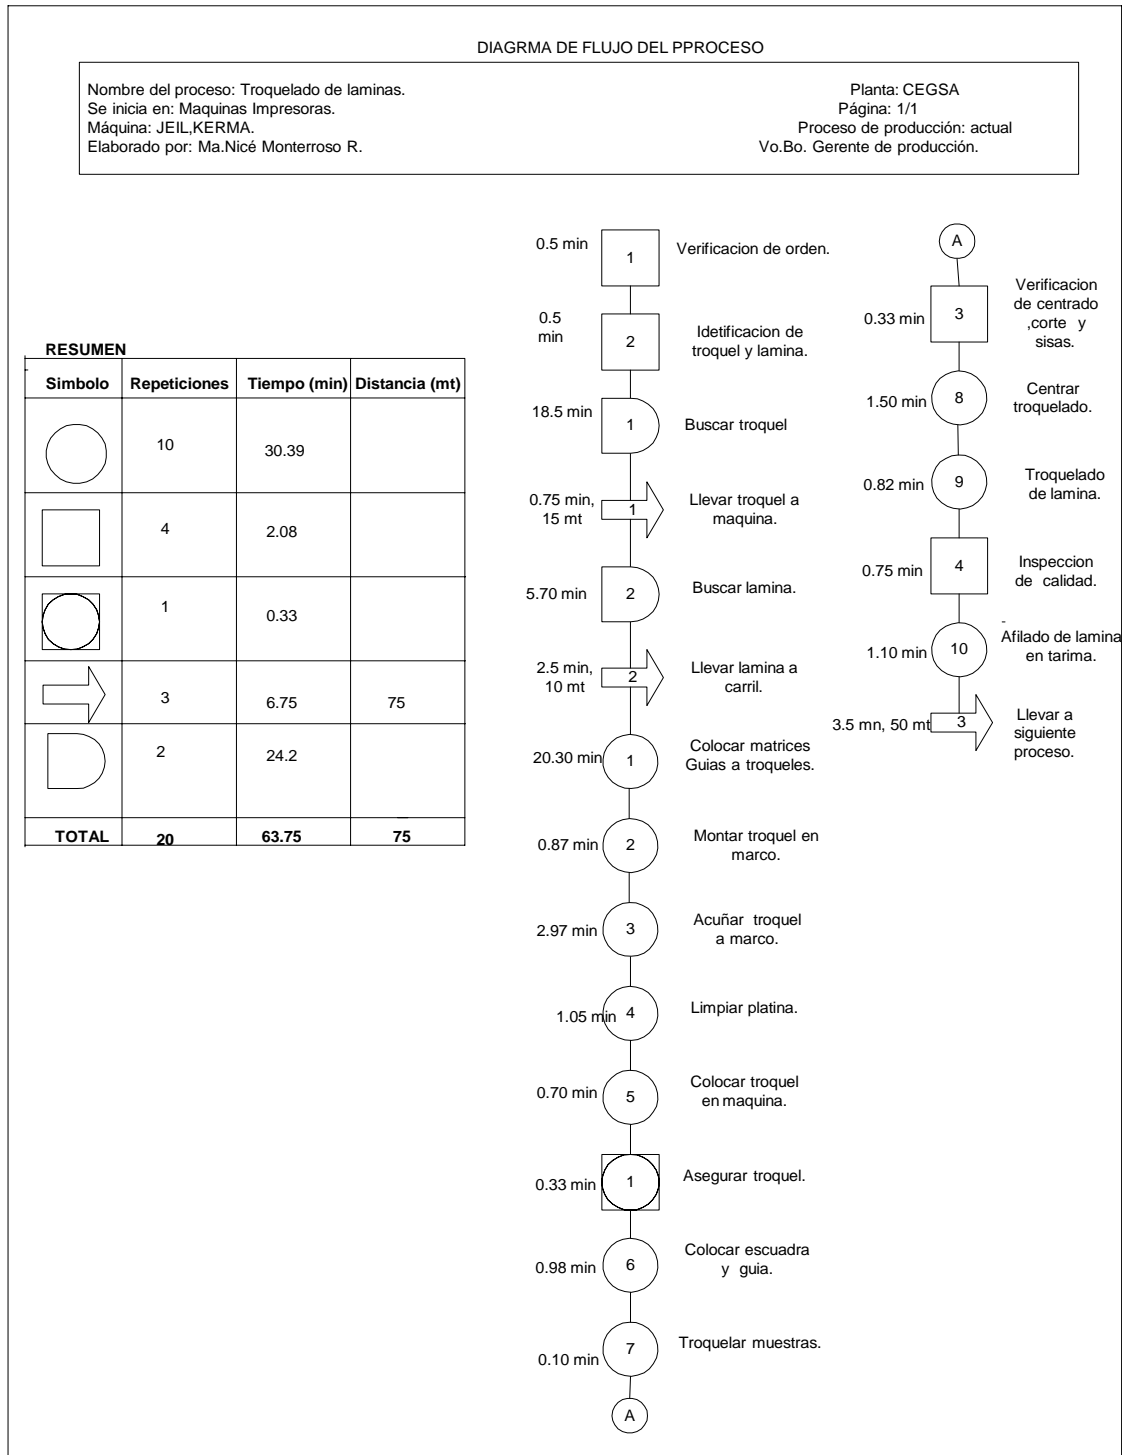 DIAGRMA DE FLUJO DEL PPROCESO
Nombre del proceso: Troquelado de laminas.
Se inicia en: Maquinas Impresoras.
Máquina: JEIL,KERMA.
Elaborado por: Ma.Nicé Monterroso R.
Planta: CEGSA
Página: 1/1
Proceso de producción: actual
Vo.Bo. Gerente de producción.
RESUMEN
Simbolo Repeticiones Tiempo (min) Distancia (mt)
10 30.39
4 2.08
1 0.33
3 6.75 75
2 24.2
TOTAL 20 63.75 75
0.5 min
1
Verificacion de orden.
0.5
min
2
Idetificacion de
troquel y lamina.
18.5 min
1
Buscar troquel
0.75 min,
15 mt
1
Llevar troquel a
maquina.
5.70 min
2
Buscar lamina.
2.5 min,
10 mt
2
Llevar lamina a
carril.
20.30 min
1
Colocar matrices
Guias a troqueles.
0.87 min
2
Montar troquel en
marco.
2.97 min
3
Acuñar troquel
a marco.
1.05 min
4
Limpiar platina.
0.70 min
5
Colocar troquel
en maquina.
0.33 min
1
Asegurar troquel.
0.98 min
6
Colocar escuadra
y guia.
0.10 min
7
Troquelar muestras.
A
A
0.33 min
3
Verificacion
de centrado
,corte y
sisas.
1.50 min
8
Centrar
troquelado.
0.82 min
9
Troquelado
de lamina.
0.75 min
4
Inspeccion
de calidad.
1.10 min
10
Afilado de lamina
en tarima.
3.5 mn, 50 mt
3
Llevar a
siguiente
proceso.